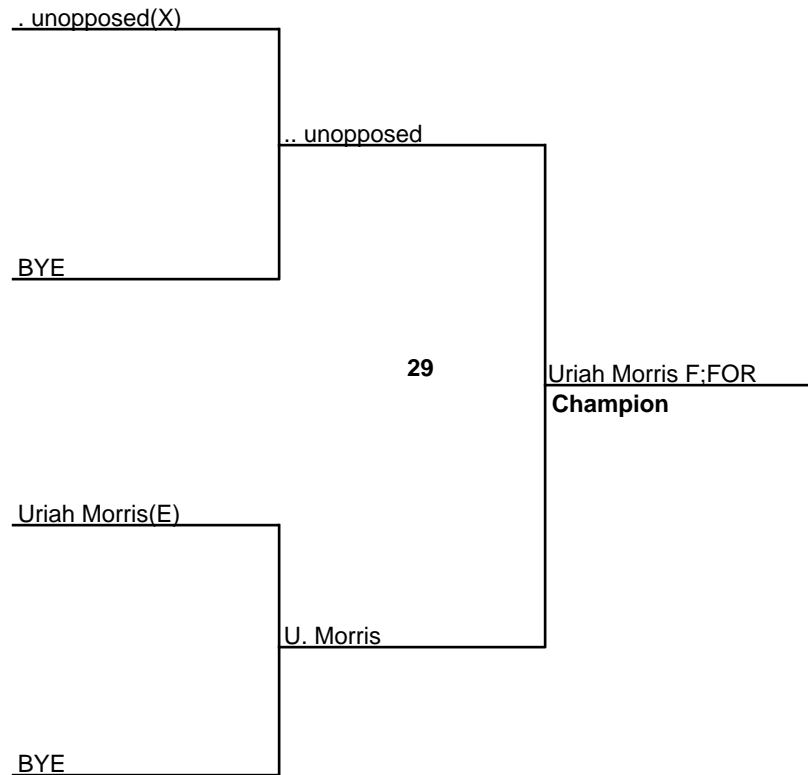 . unopposed(X)
.. unopposed
BYE
29
Uriah Morris F;FOR
Champion
Uriah Morris(E)
U. Morris
BYE